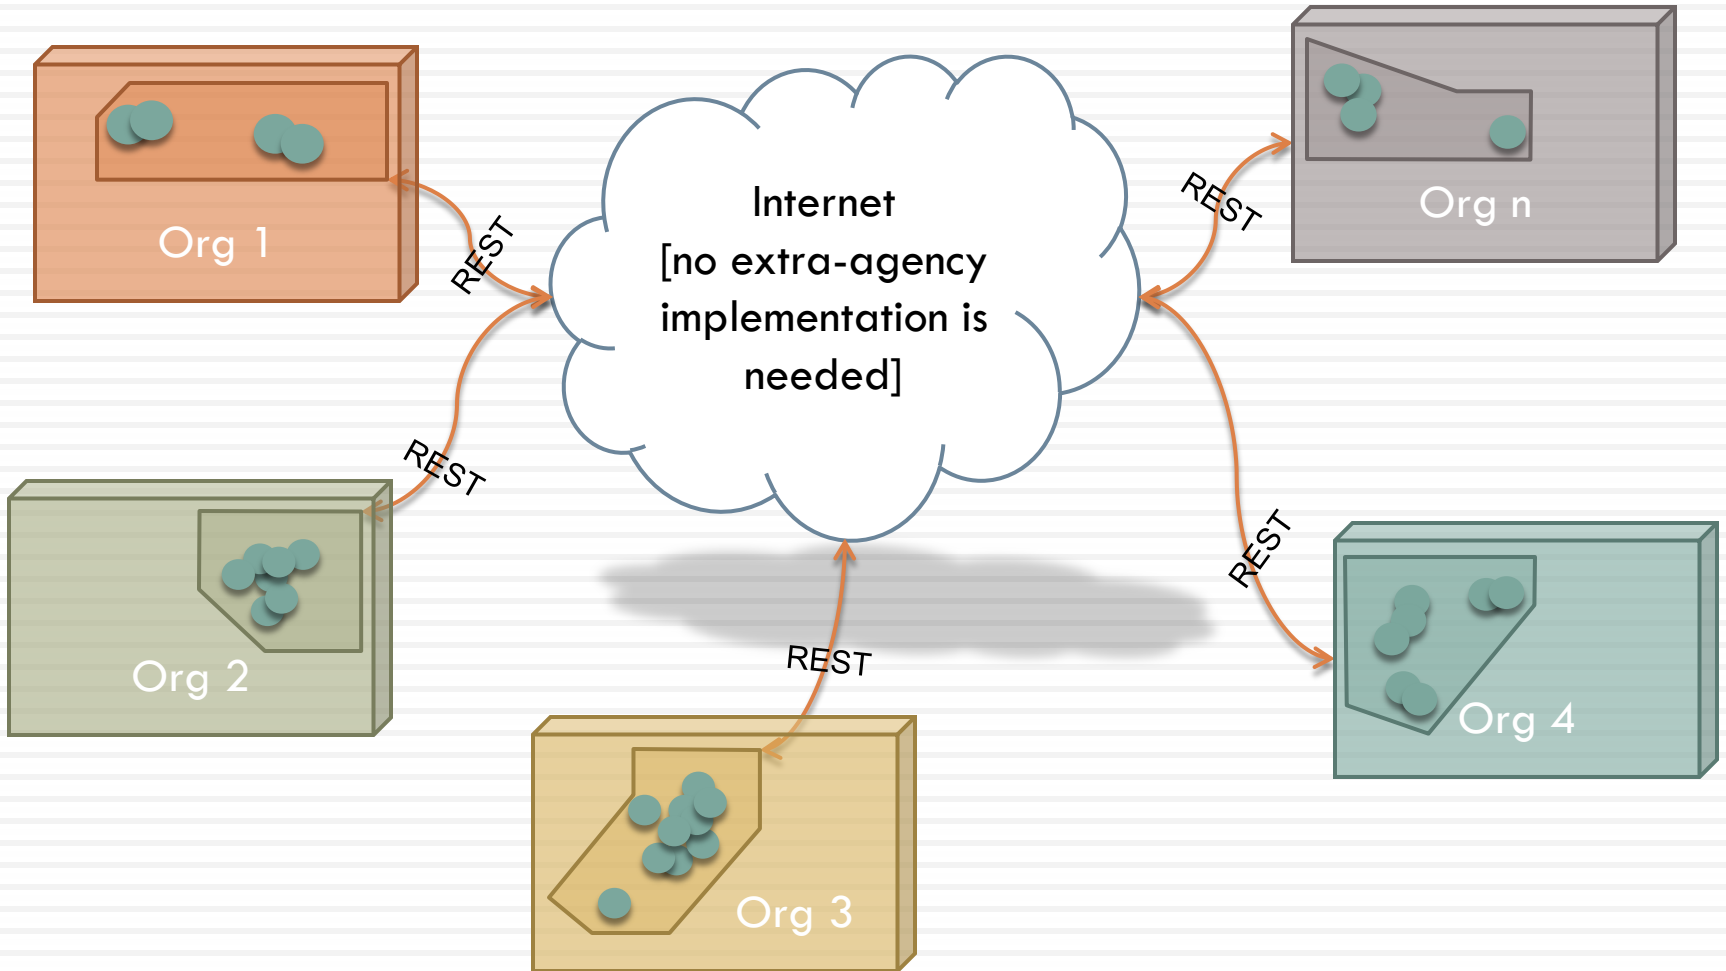 Org 1
REST
Internet
[no extra-agency
implementation is
needed]
REST
Org n
REST
Org 2
REST
Org 3
REST
Org 4